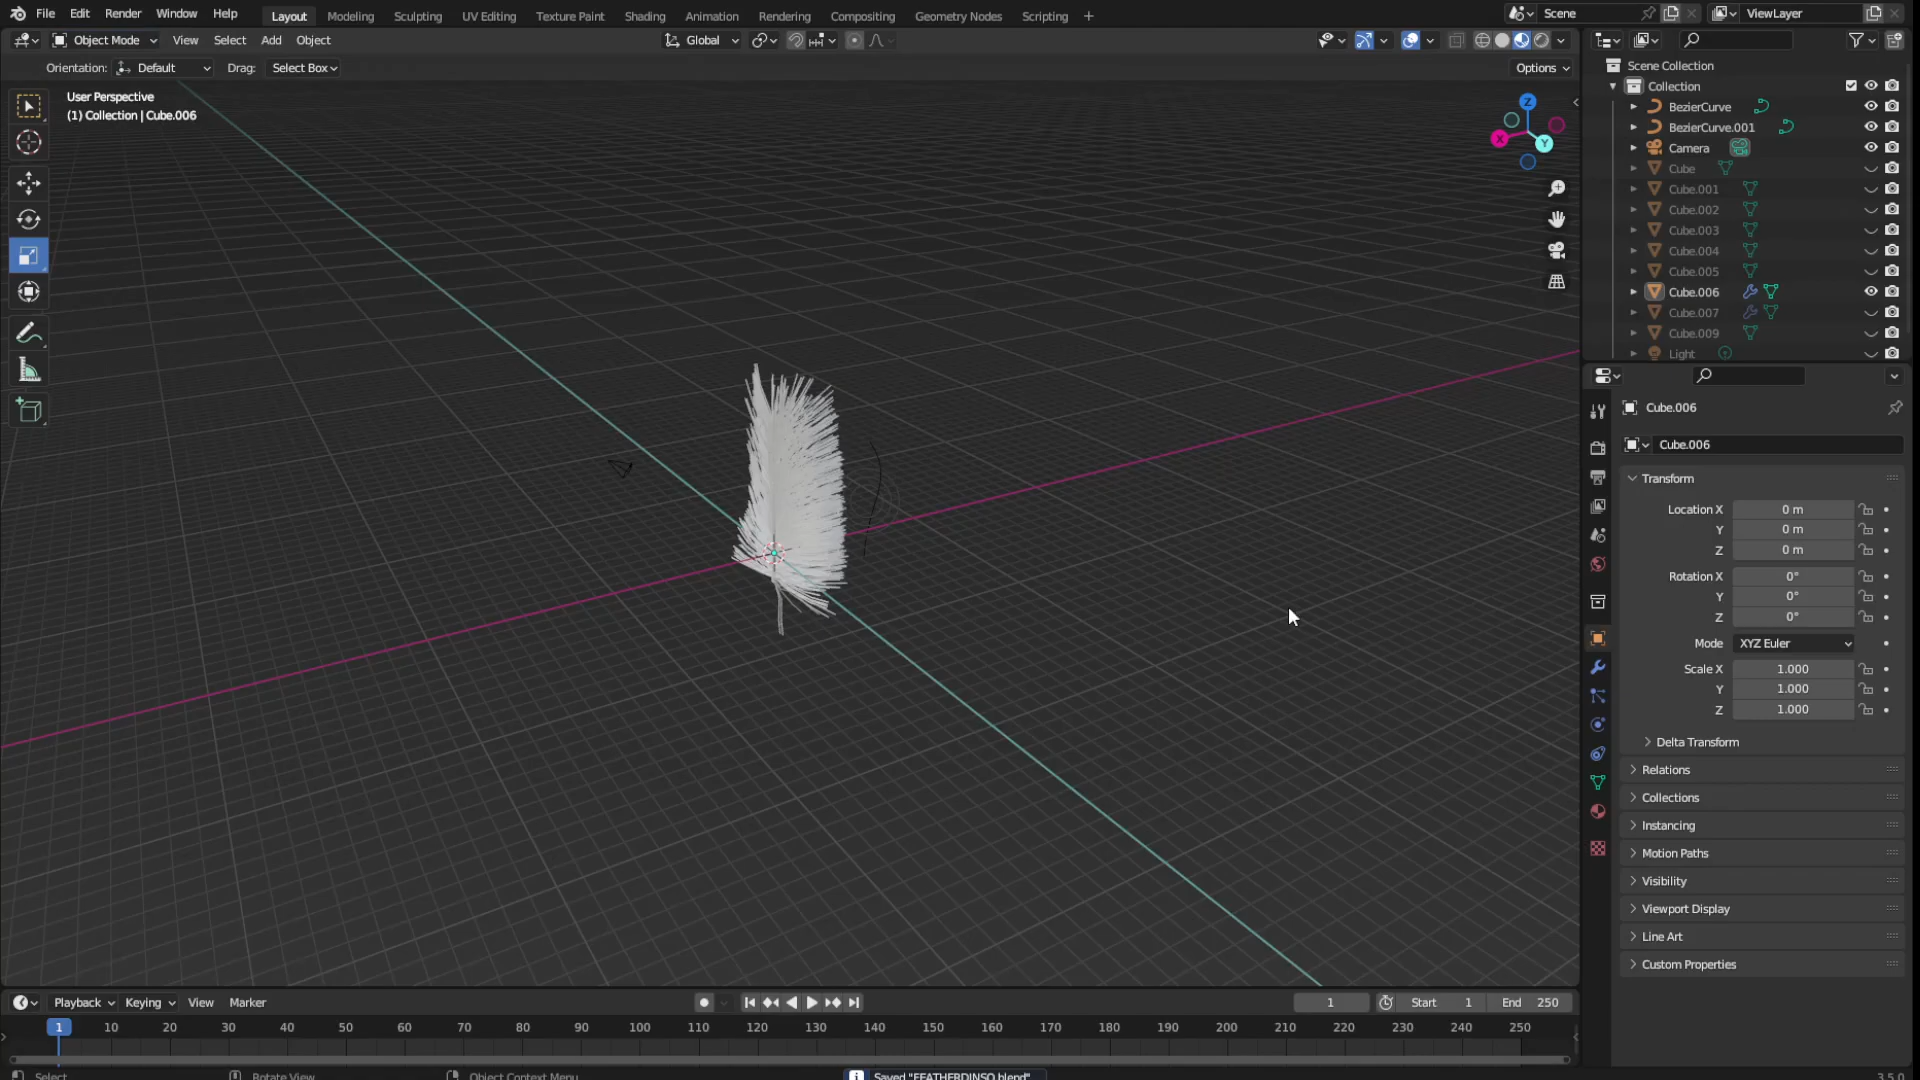 File Edit Render Window Help Layout Modeling Sculpting UV Editing Texture Paint Shading Animation Rendering Compositing Geometry Nodes Scripting + Scene ViewLayer
Object Mode View Select Add Object Global
Orientation: Default Drag: Select Box Options
User Perspective
(1) Collection | Cube.006
Z
X
Y
Scene Collection
Collection
BezierCurve
BezierCurve.001
Camera
Cube
Cube.001
Cube.002
Cube.003
Cube.004
Cube.005
Cube.006
Cube.007
Cube.009
Light
Cube.006
Cube.006
Transform
Location X 0 m
Y 0 m
Z 0 m
Rotation X 0°
Y 0°
Z 0°
Mode XYZ Euler
Scale X 1.000
Y 1.000
Z 1.000
Delta Transform
Relations
Collections
Instancing
Motion Paths
Visibility
Viewport Display
Line Art
Custom Properties
Playback Keying View Marker 1 Start 1 End 250
1 10 20 30 40 50 60 70 80 90 100 110 120 130 140 150 160 170 180 190 200 210 220 230 240 250
Select Rotate View Object Context Menu Saved "FEATHERDINSO.blend" 3.5.0